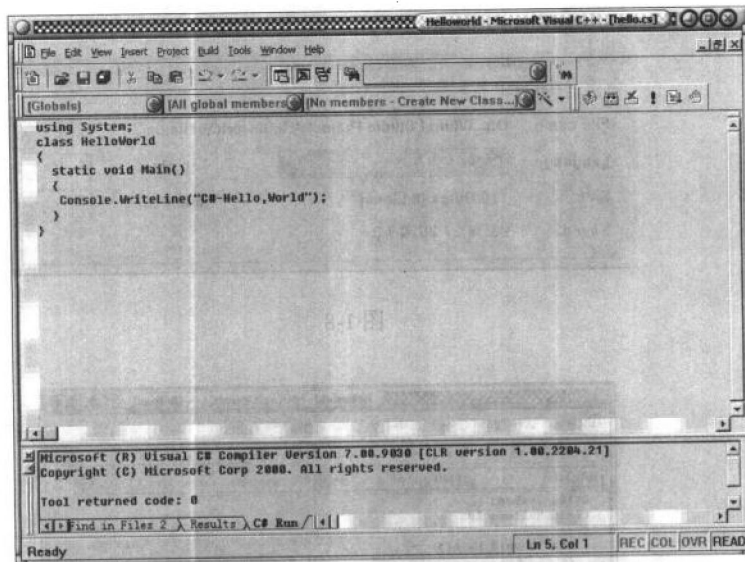 Helloworld - Microsoft Visual C++ - [hello.cs]
File Edit View Insert Project Build Tools Window Help
[Globals] [All global members [No members - Create New Class...]
using System;
class HelloWorld
{
static void Main()
{
Console.WriteLine("C#-Hello,World");
}
}
Microsoft (R) Visual C# Compiler Version 7.00.9030 [CLR version 1.00.2204.21]
Copyright (C) Microsoft Corp 2000. All rights reserved.
Tool returned code: 0
Find in Files 2 Results C# Run
Ready Ln 5, Col 1 REC COL OVR READ